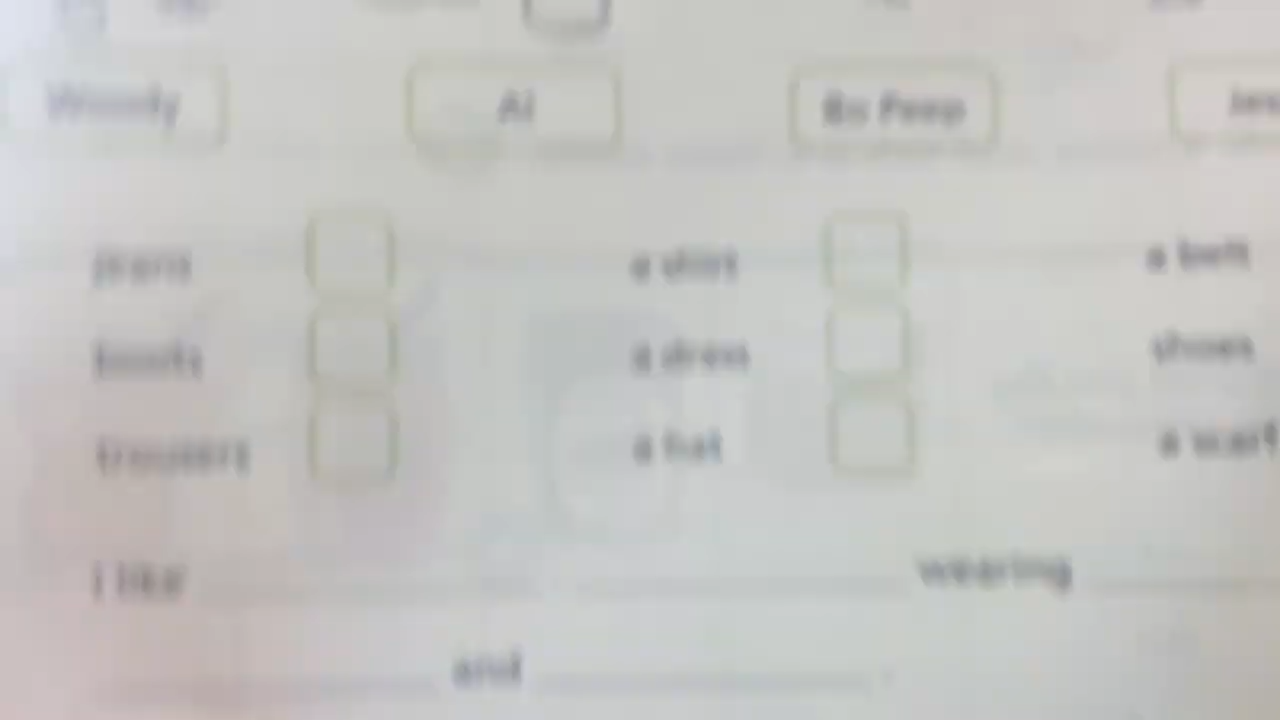 Woody Al Bo Peep
jeans a shirt a belt
boots a dress shoes
trousers a hat a scarf
I like wearing
and .